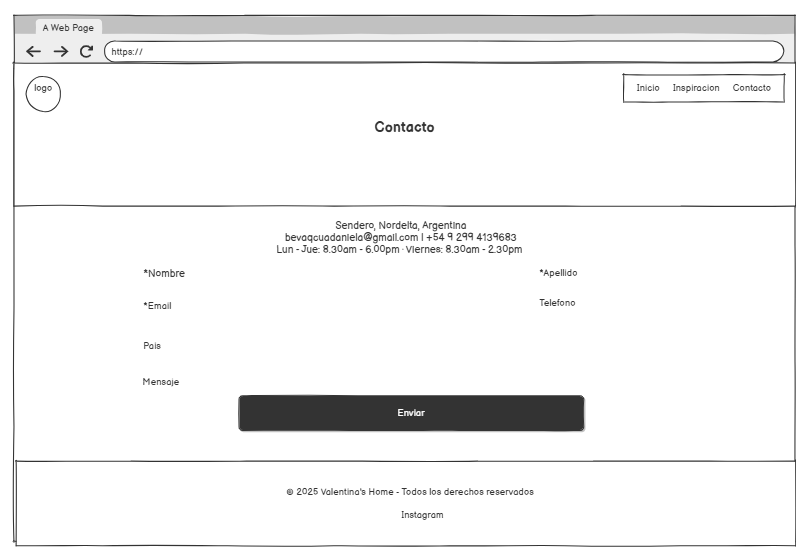 A Web Page
https://
logo
Inicio Inspiracion Contacto
Contacto
Sendero, Nordelta, Argentina
bevaqcuadaniela@gmail.com | +54 9 299 4139683
Lun - Jue: 8.30am - 6.00pm · Viernes: 8.30am - 2.30pm
*Nombre *Apellido
*Email Telefono
Pais
Mensaje
Enviar
© 2025 Valentina's Home - Todos los derechos reservados
Instagram